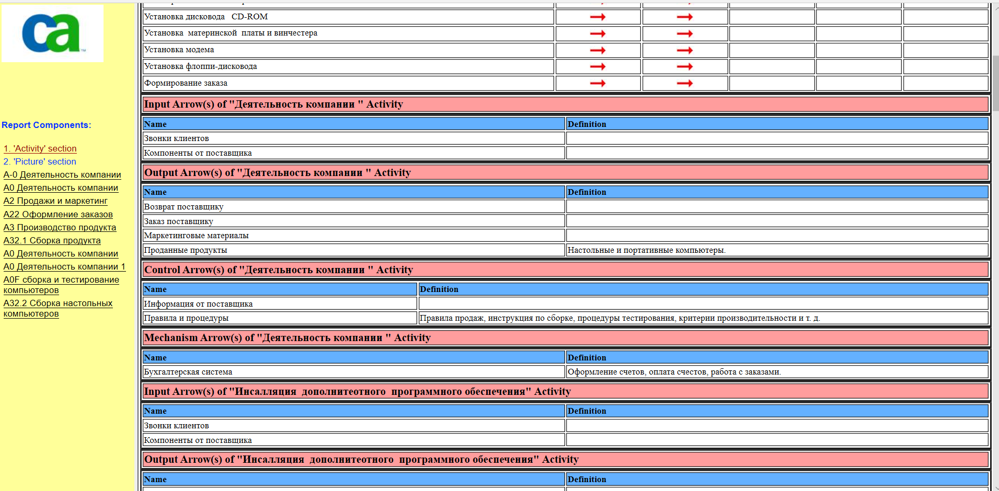 ca
Report Components:
1. 'Activity' section
2. 'Picture' section
A-0 Деятельность компании
A0 Деятельность компании
A2 Продажи и маркетинг
A22 Оформление заказов
A3 Производство продукта
A32.1 Сборка продукта
A0 Деятельность компании
A0 Деятельность компании 1
A0F сборка и тестирование
компьютеров
A32.2 Сборка настольных
компьютеров
Установка дисковода CD-ROM
Установка материнской платы и винчестера
Установка модема
Установка флоппи-дисковода
Формирование заказа
Input Arrow(s) of "Деятельность компании " Activity
Name Definition
Звонки клиентов
Компоненты от поставщика
Output Arrow(s) of "Деятельность компании " Activity
Name Definition
Возврат поставщику
Заказ поставщику
Маркетинговые материалы
Проданные продукты Настольные и портативные компьютеры.
Control Arrow(s) of "Деятельность компании " Activity
Name Definition
Информация от поставщика
Правила и процедуры Правила продаж, инструкция по сборке, процедуры тестирования, критерии производительности и т. д.
Mechanism Arrow(s) of "Деятельность компании " Activity
Name Definition
Бухгалтерская система Оформление счетов, оплата счестов, работа с заказами.
Input Arrow(s) of "Инсалляция дополнитеотного программного обеспечения" Activity
Name Definition
Звонки клиентов
Компоненты от поставщика
Output Arrow(s) of "Инсалляция дополнитеотного программного обеспечения" Activity
Name Definition